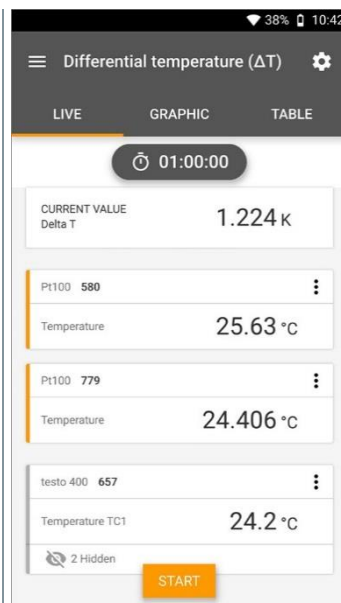 38% 10:42
Differential temperature (ΔT)
LIVE GRAPHIC TABLE
01:00:00
CURRENT VALUE
Delta T
1.224 K
Pt100 580
Temperature 25.63 °C
Pt100 779
Temperature 24.406 °C
testo 400 657
Temperature TC1 24.2 °C
2 Hidden
START